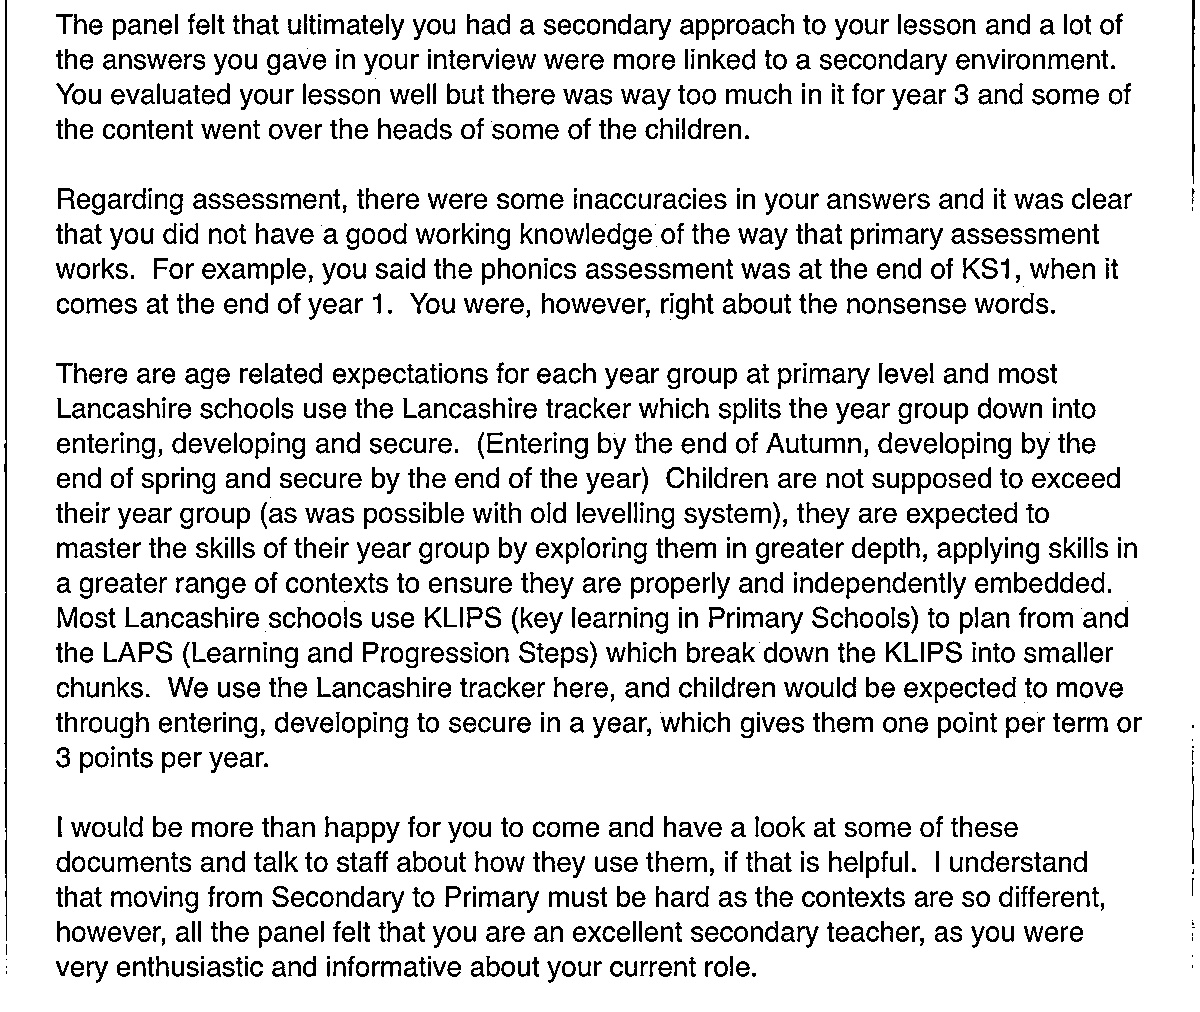 The panel felt that ultimately you had a secondary approach to your lesson and a lot of
the answers you gave in your interview were more linked to a secondary environment.
You evaluated your lesson well but there was way too much in it for year 3 and some of
the content went over the heads of some of the children.
Regarding assessment, there were some inaccuracies in your answers and it was clear
that you did not have a good working knowledge of the way that primary assessment
works.  For example, you said the phonics assessment was at the end of KS1, when it
comes at the end of year 1.  You were, however, right about the nonsense words.
There are age related expectations for each year group at primary level and most
Lancashire schools use the Lancashire tracker which splits the year group down into
entering, developing and secure.  (Entering by the end of Autumn, developing by the
end of spring and secure by the end of the year)  Children are not supposed to exceed
their year group (as was possible with old levelling system), they are expected to
master the skills of their year group by exploring them in greater depth, applying skills in
a greater range of contexts to ensure they are properly and independently embedded.
Most Lancashire schools use KLIPS (key learning in Primary Schools) to plan from and
the LAPS (Learning and Progression Steps) which break down the KLIPS into smaller
chunks.  We use the Lancashire tracker here, and children would be expected to move
through entering, developing to secure in a year, which gives them one point per term or
3 points per year.
I would be more than happy for you to come and have a look at some of these
documents and talk to staff about how they use them, if that is helpful.  I understand
that moving from Secondary to Primary must be hard as the contexts are so different,
however, all the panel felt that you are an excellent secondary teacher, as you were
very enthusiastic and informative about your current role.